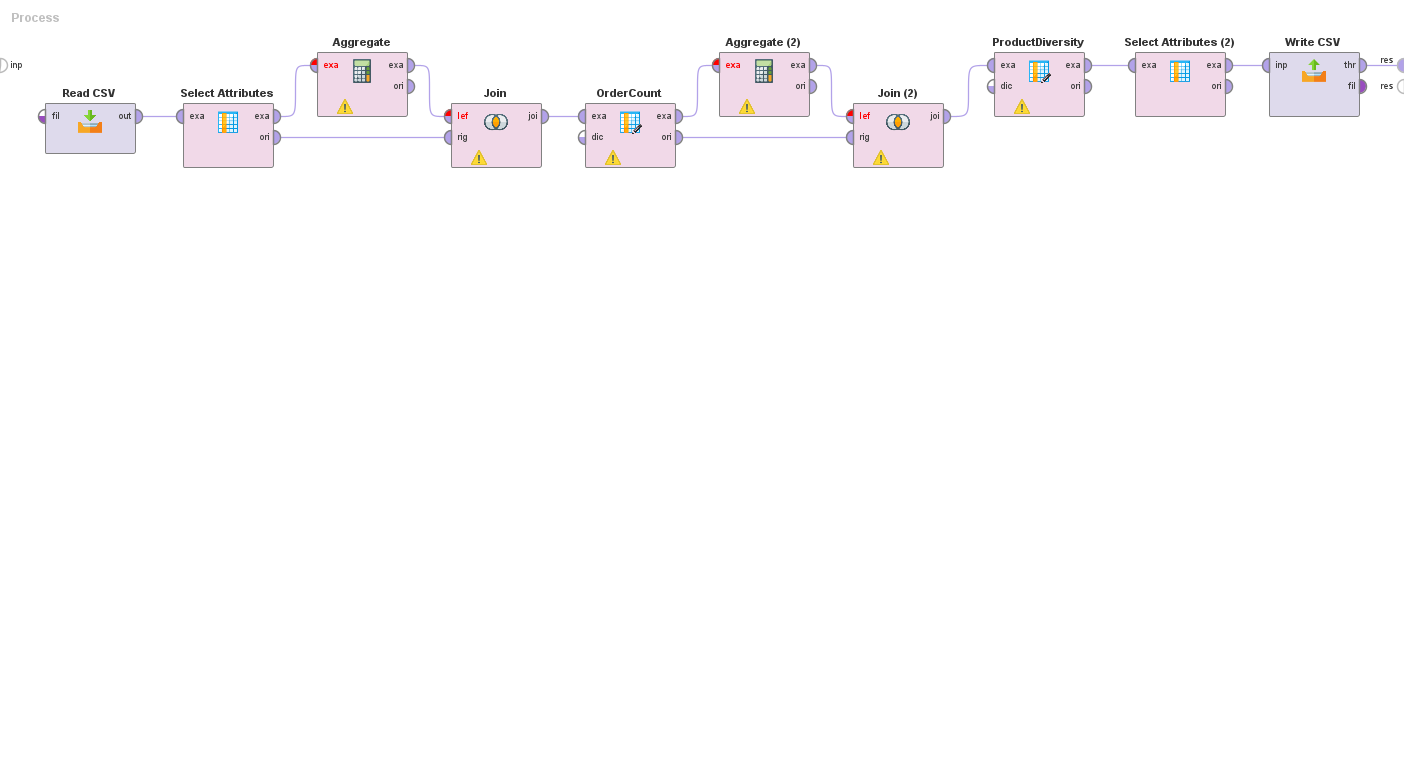 Process
inp
Read CSV
fil out
Select Attributes
exa exa
ori
Aggregate
exa exa
ori
Join
lef joi
rig
OrderCount
exa exa
dic ori
Aggregate (2)
exa exa
ori
Join (2)
lef joi
rig
ProductDiversity
exa exa
dic ori
Select Attributes (2)
exa exa
ori
Write CSV
inp thr
fil
res
res